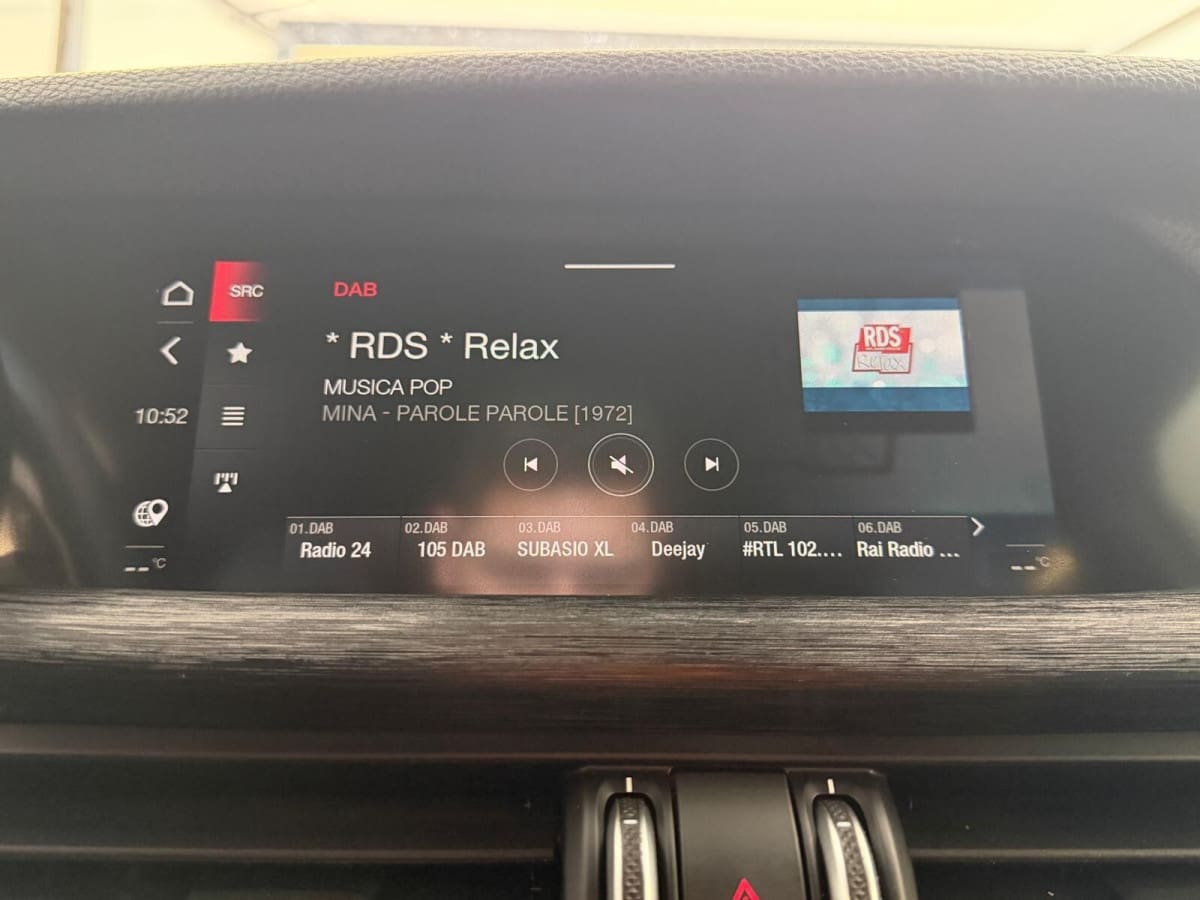 SRC
DAB
* RDS * Relax
MUSICA POP
MINA - PAROLE PAROLE [1972]
RDS
Relax
10:52
01.DAB
Radio 24
02.DAB
105 DAB
03.DAB
SUBASIO XL
04.DAB
Deejay
05.DAB
#RTL 102....
06.DAB
Rai Radio ...
--°C
--°C